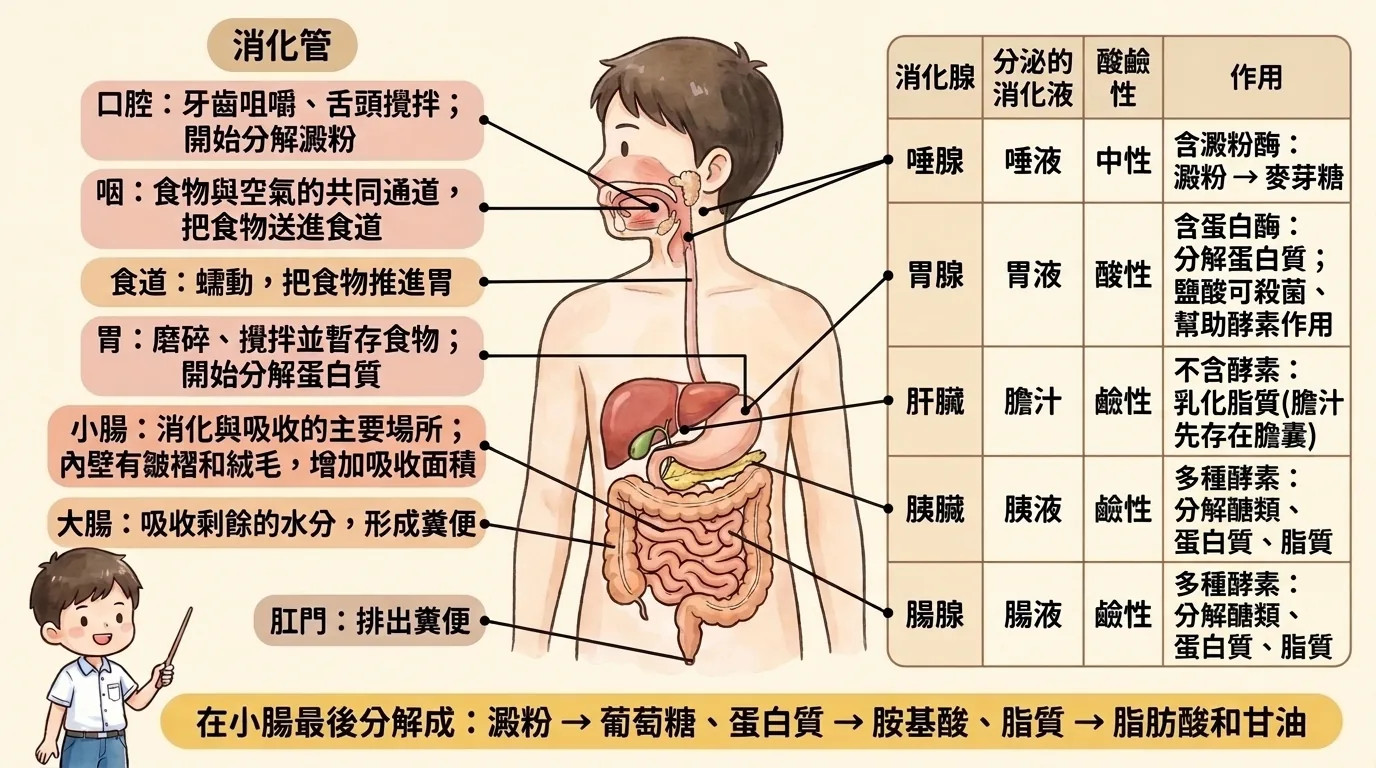 消化管
口腔：牙齒咀嚼、舌頭攪拌；
開始分解澱粉
咽：食物與空氣的共同通道，
把食物送進食道
食道：蠕動，把食物推進胃
胃：磨碎、攪拌並暫存食物；
開始分解蛋白質
小腸：消化與吸收的主要場所；
內壁有皺褶和絨毛，增加吸收面積
大腸：吸收剩餘的水分，形成糞便
肛門：排出糞便
消化腺
分泌的
消化液
酸鹼
性
作用
唾腺
唾液
中性
含澱粉酶：
澱粉 → 麥芽糖
胃腺
胃液
酸性
含蛋白酶：
分解蛋白質；
鹽酸可殺菌、
幫助酵素作用
肝臟
膽汁
鹼性
不含酵素：
乳化脂質(膽汁
先存在膽囊)
胰臟
胰液
鹼性
多種酵素：
分解醣類、
蛋白質、脂質
腸腺
腸液
鹼性
多種酵素：
分解醣類、
蛋白質、脂質
在小腸最後分解成：澱粉 → 葡萄糖、蛋白質 → 胺基酸、脂質 → 脂肪酸和甘油